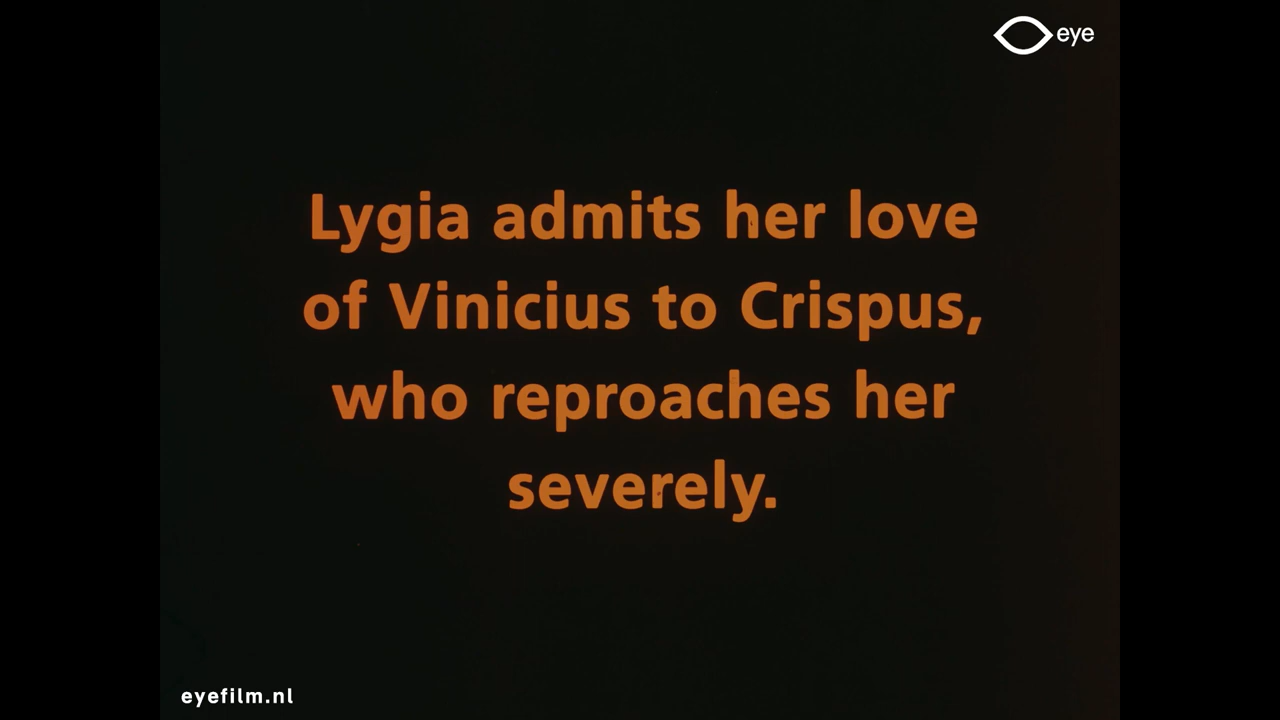 eye
Lygia admits her love
of Vinicius to Crispus,
who reproaches her
severely.
eyefilm.nl